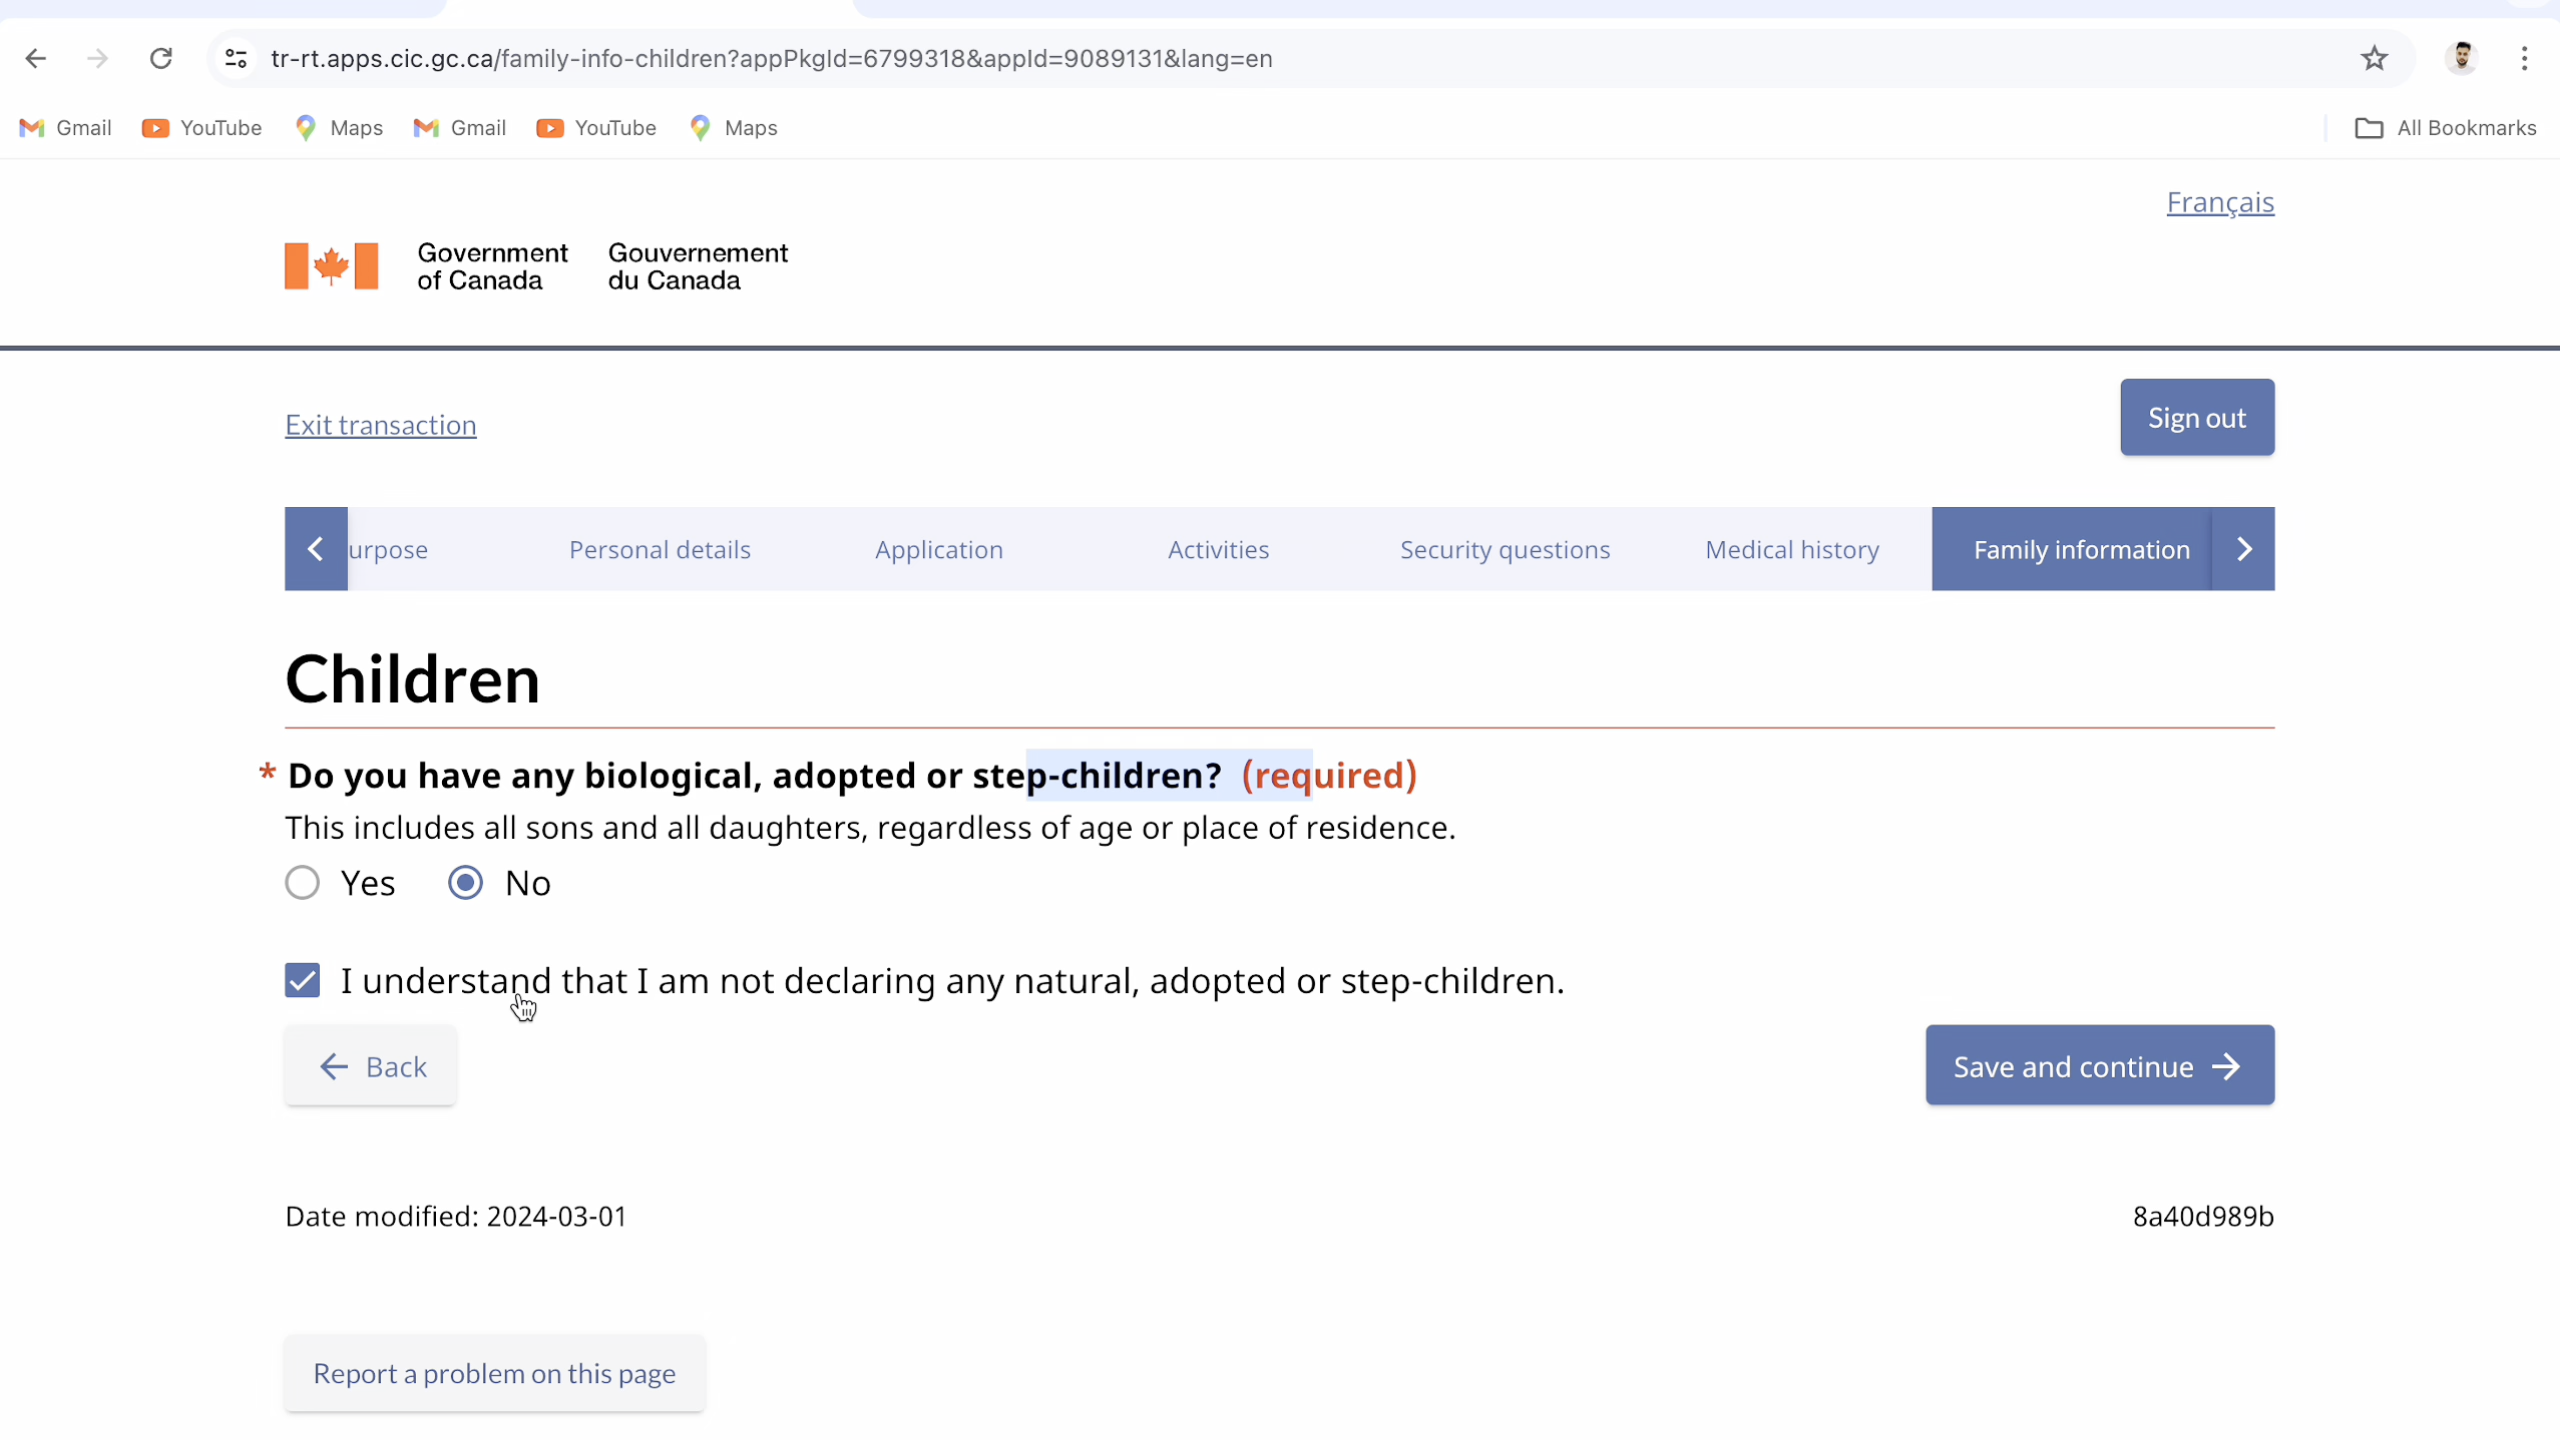 tr-rt.apps.cic.gc.ca/family-info-children?appPkgId=6799318&appId=9089131&lang=en
Gmail YouTube Maps Gmail YouTube Maps All Bookmarks
Français
Government of Canada
Gouvernement du Canada
Exit transaction
Sign out
urpose Personal details Application Activities Security questions Medical history Family information
Children
* Do you have any biological, adopted or step-children? (required)
This includes all sons and all daughters, regardless of age or place of residence.
Yes No
I understand that I am not declaring any natural, adopted or step-children.
Back
Save and continue
Date modified: 2024-03-01
8a40d989b
Report a problem on this page